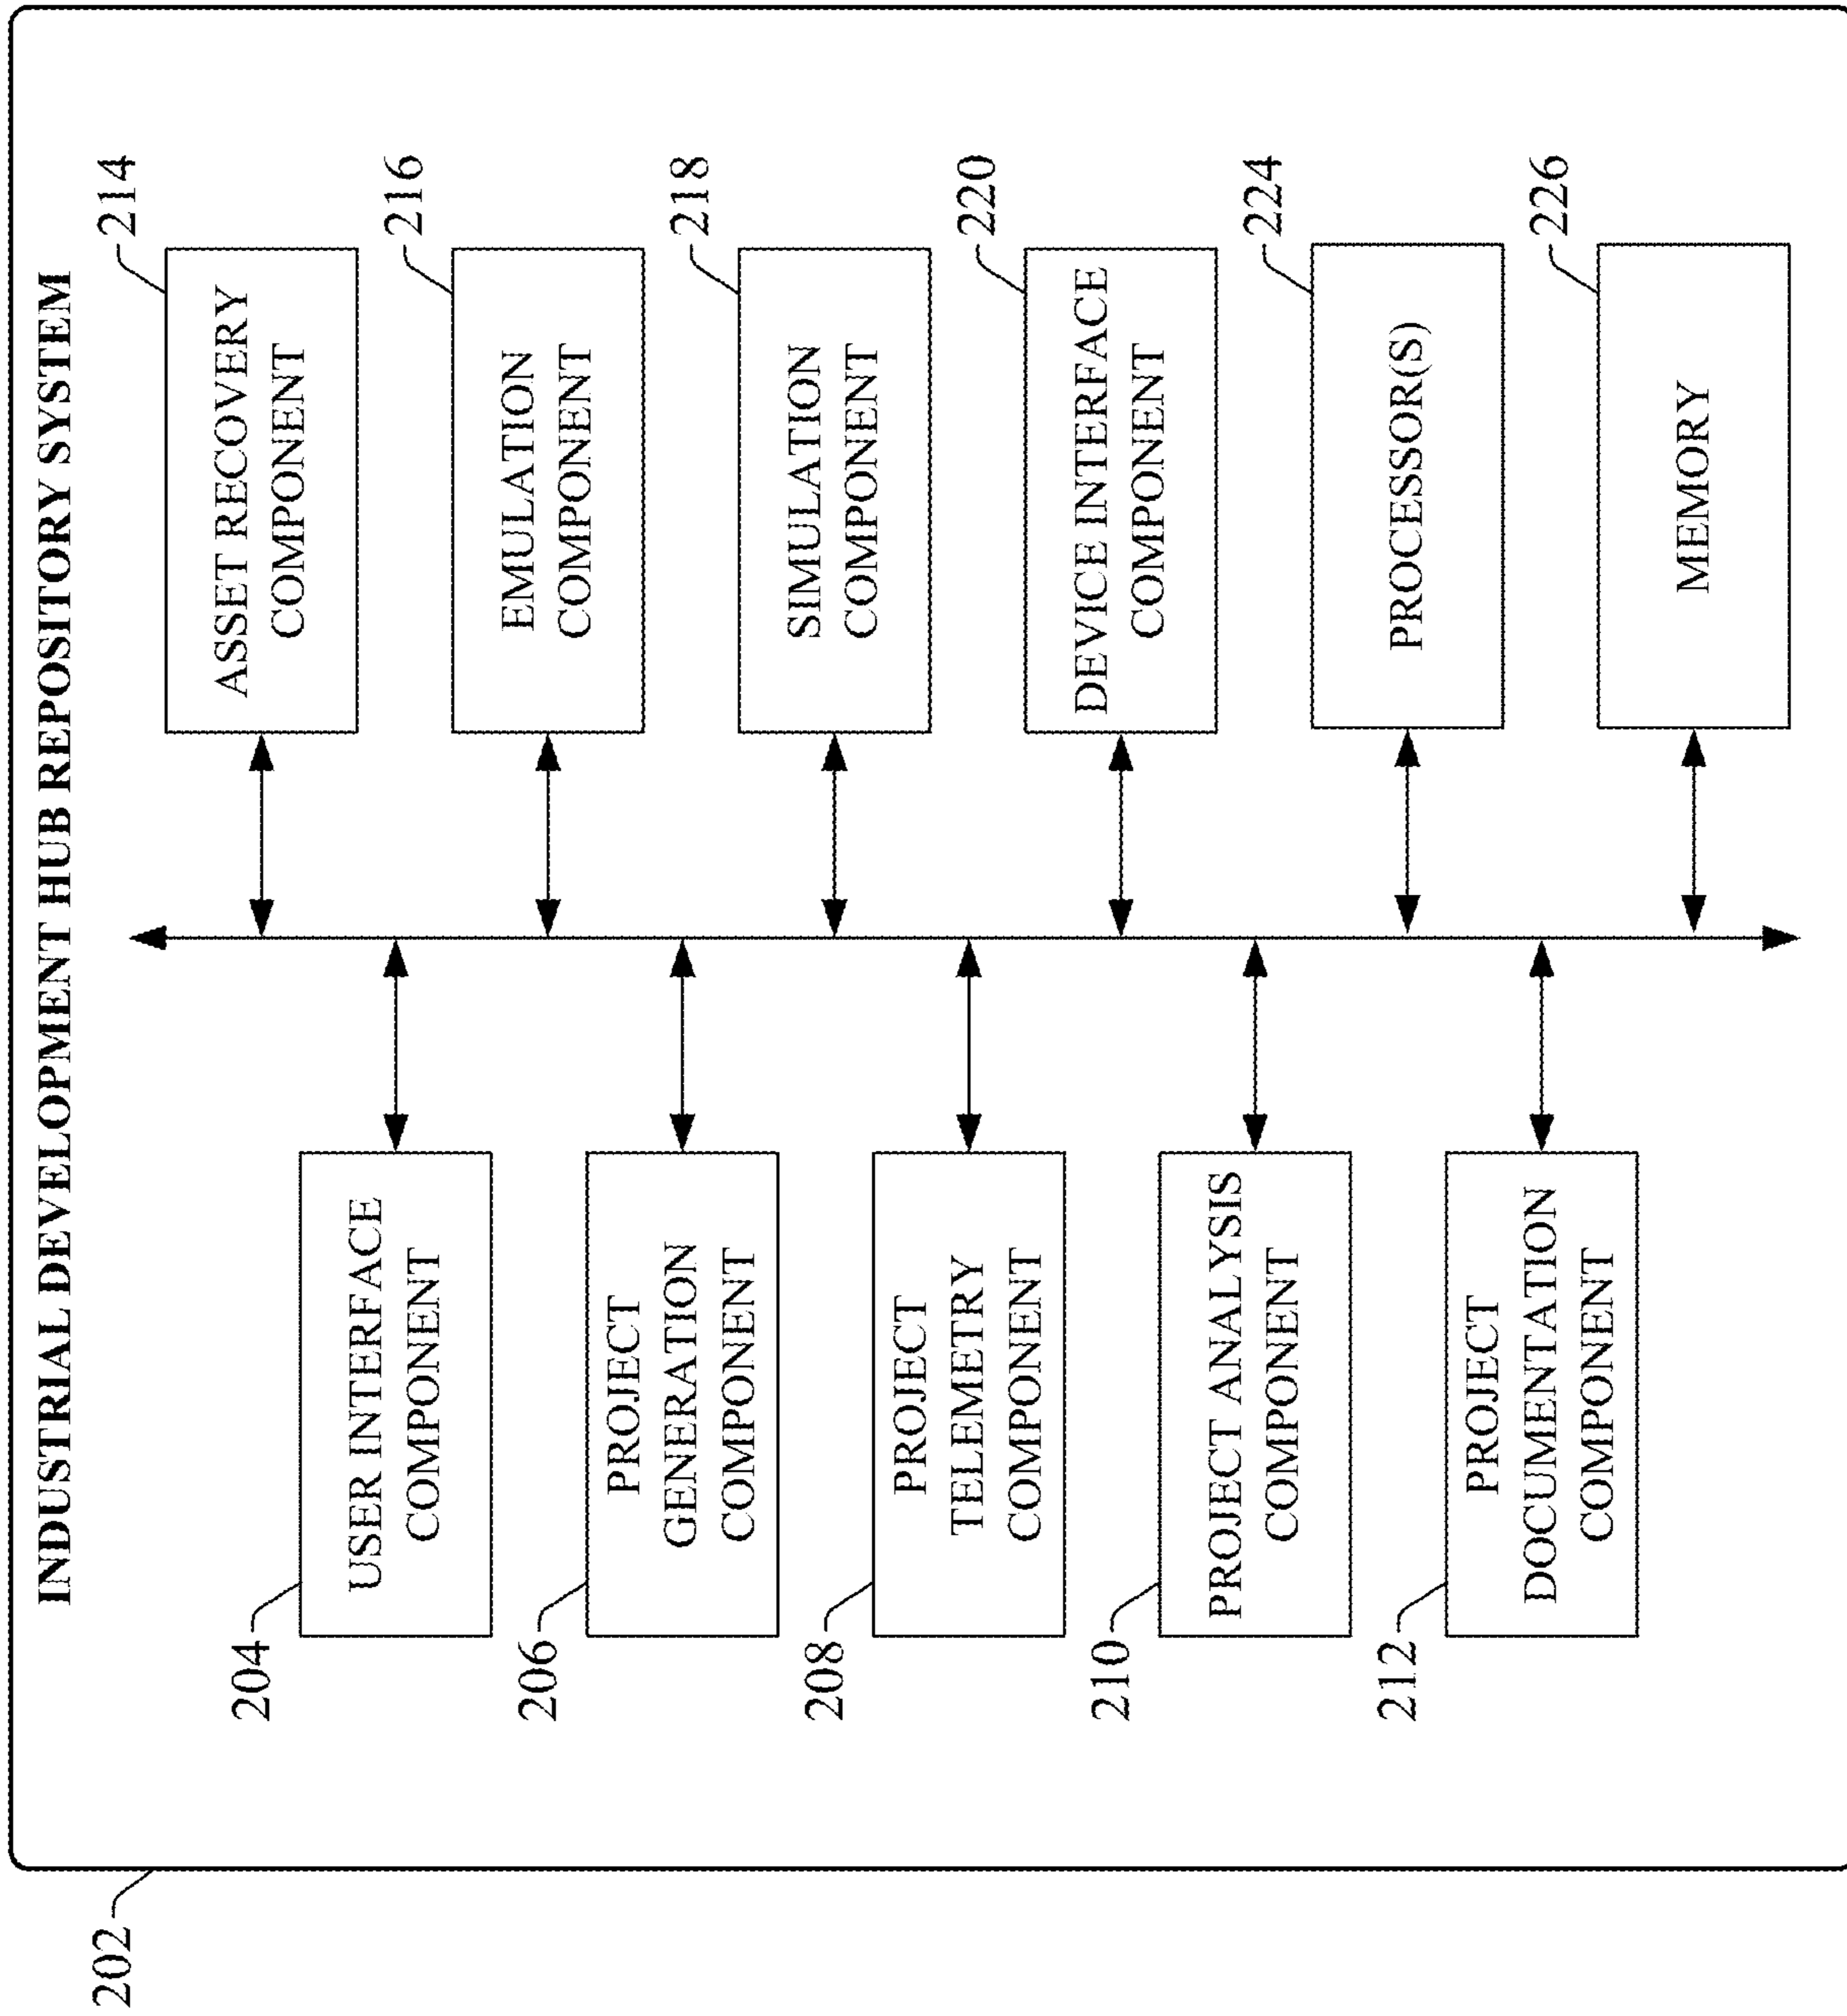 202
INDUSTRIAL DEVELOPMENT HUB REPOSITORY SYSTEM
204
USER INTERFACE
COMPONENT
206
PROJECT
GENERATION
COMPONENT
208
PROJECT
TELEMETRY
COMPONENT
210
PROJECT ANALYSIS
COMPONENT
212
PROJECT
DOCUMENTATION
COMPONENT
214
ASSET RECOVERY
COMPONENT
216
EMULATION
COMPONENT
218
SIMULATION
COMPONENT
220
DEVICE INTERFACE
COMPONENT
224
PROCESSOR(S)
226
MEMORY